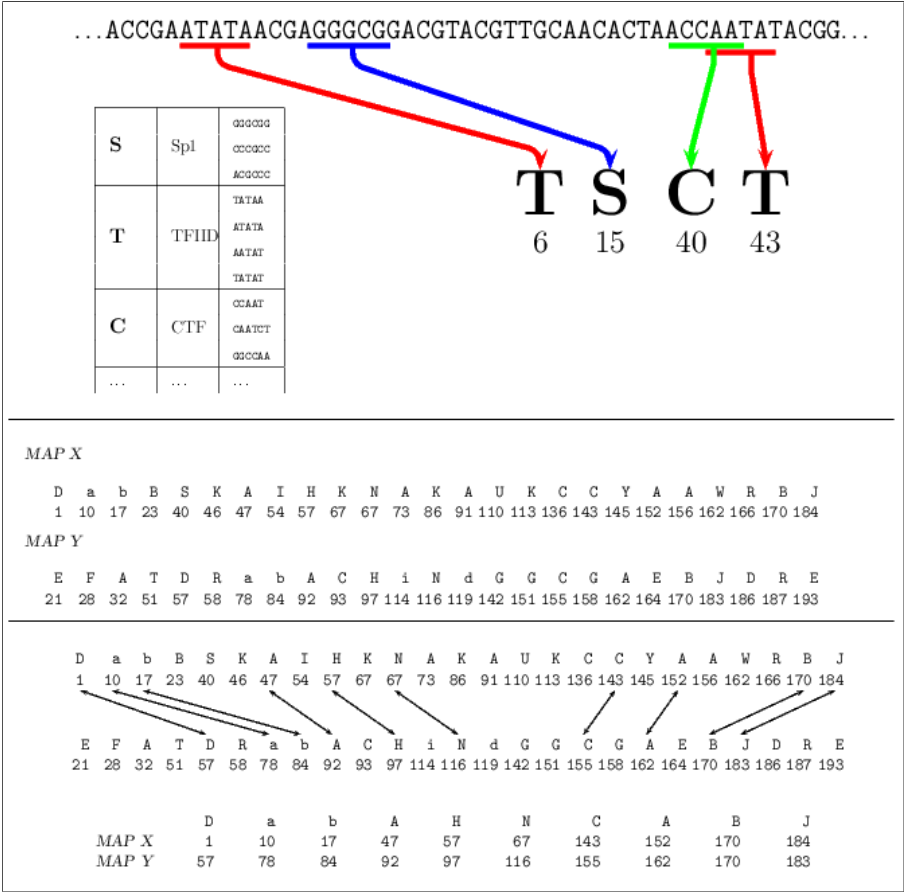 ...ACCGAATATAACGAGGGCGGACGTACGTTGCAACACTAACCAATATACGG...
T S C T
6 15 40 43
S Sp1 GGGCGG
CCCGCC
ACGCCC
T TFIID TATAA
ATATA
AATAT
TATAT
C CTF CCAAT
CAATCT
GGCCAA
... ... ...
MAP X
D a b B S K A I H K N A K A U K C C Y A A W R B J
1 10 17 23 40 46 47 54 57 67 67 73 86 91 110 113 136 143 145 152 156 162 166 170 184
MAP Y
E F A T D R a b A C H i N d G G C G A E B J D R E
21 28 32 51 57 58 78 84 92 93 97 114 116 119 142 151 155 158 162 164 170 183 186 187 193
D a b B S K A I H K N A K A U K C C Y A A W R B J
1 10 17 23 40 46 47 54 57 67 67 73 86 91 110 113 136 143 145 152 156 162 166 170 184
E F A T D R a b A C H i N d G G C G A E B J D R E
21 28 32 51 57 58 78 84 92 93 97 114 116 119 142 151 155 158 162 164 170 183 186 187 193
D a b A H N C A B J
MAP X 1 10 17 47 57 67 143 152 170 184
MAP Y 57 78 84 92 97 116 155 162 170 183